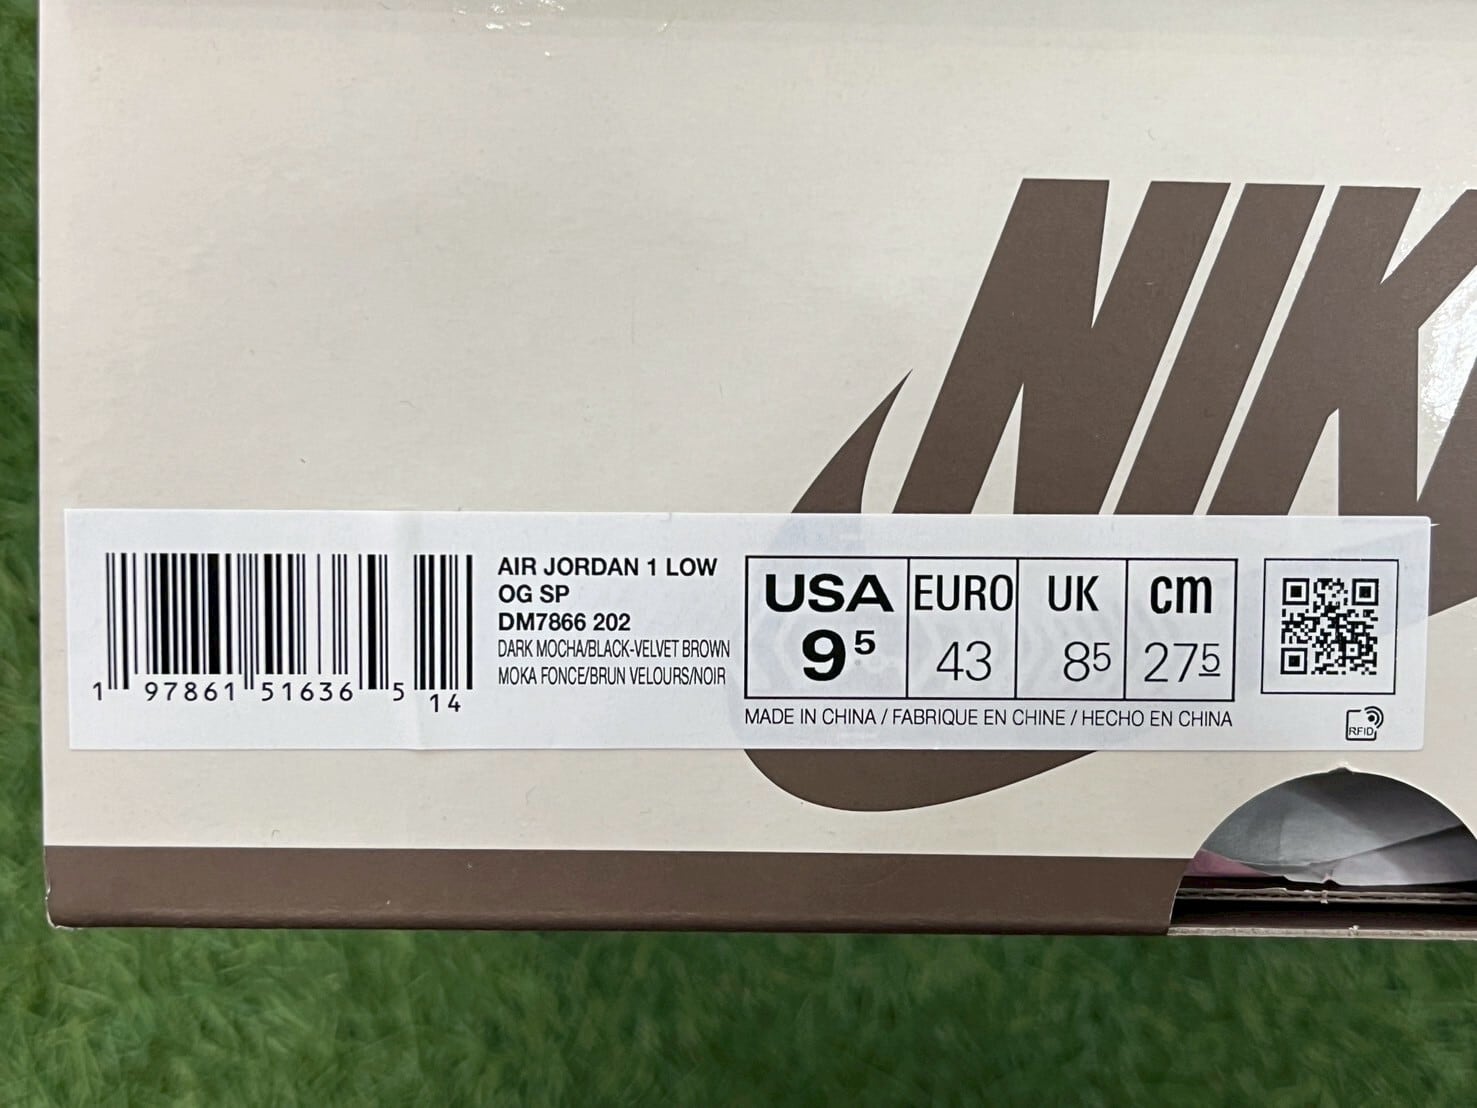 NIK
AIR JORDAN 1 LOW
OG SP
DM7866 202
DARK MOCHA/BLACK-VELVET BROWN
MOKA FONCE/BRUN VELOURS/NOIR
1 97861 51636 5 14
USA EURO UK cm
9⁵ 43 8⁵ 27⁵
MADE IN CHINA / FABRIQUE EN CHINE / HECHO EN CHINA
RFID